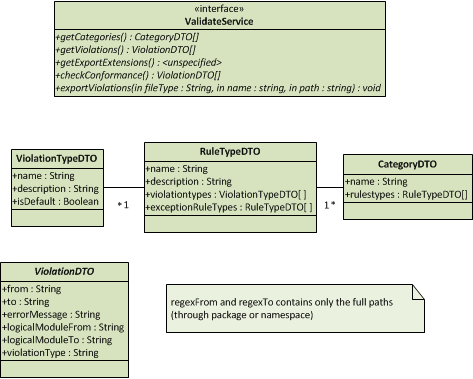 «interface»
ValidateService
+getCategories() : CategoryDTO[]
+getViolations() : ViolationDTO[]
+getExportExtensions() : <unspecified>
+checkConformance() : ViolationDTO[]
+exportViolations(in fileType : String, in name : string, in path : string) : void
ViolationTypeDTO
+name : String
+description : String
+isDefault : Boolean
*1
RuleTypeDTO
+name : String
+description : String
+violationtypes : ViolationTypeDTO[ ]
+exceptionRuleTypes : RuleTypeDTO[ ]
1*
CategoryDTO
+name : String
+rulestypes : RuleTypeDTO[]
ViolationDTO
+from : String
+to : String
+errorMessage : String
+logicalModuleFrom : String
+logicalModuleTo : String
+violationType : String
regexFrom and regexTo contains only the full paths
(through package or namespace)